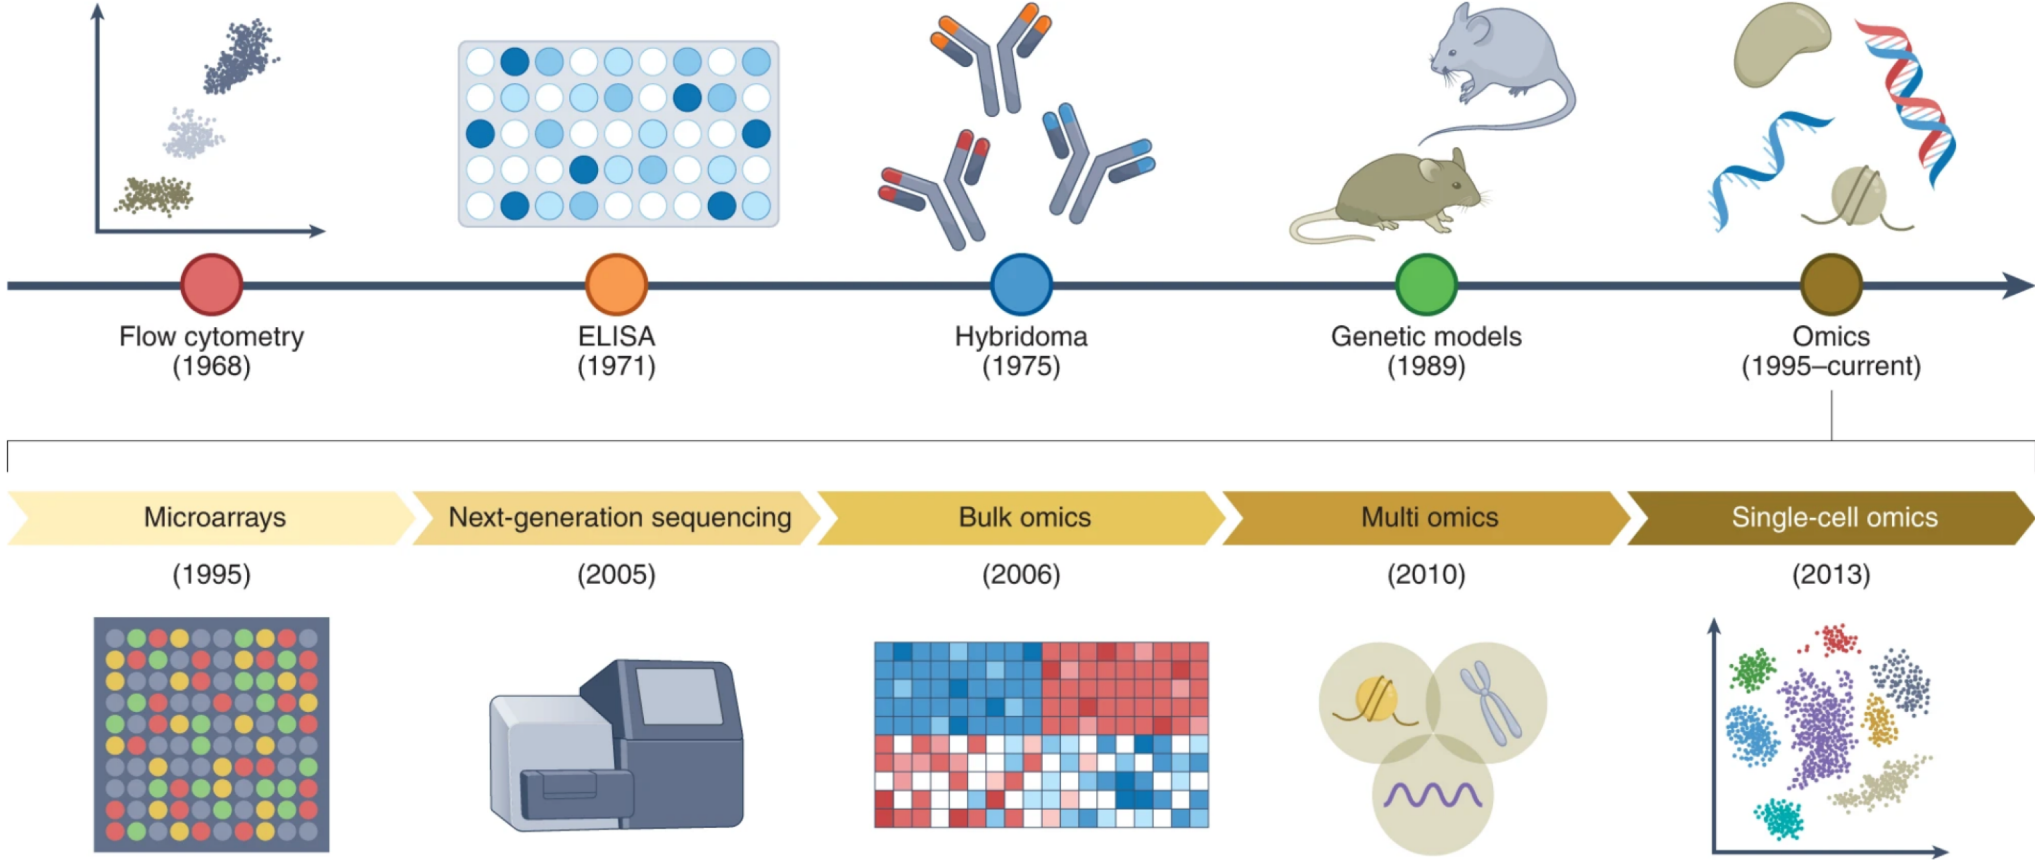 Flow cytometry
(1968)
ELISA
(1971)
Hybridoma
(1975)
Genetic models
(1989)
Omics
(1995–current)
Microarrays
Next-generation sequencing
Bulk omics
Multi omics
Single-cell omics
(1995)
(2005)
(2006)
(2010)
(2013)